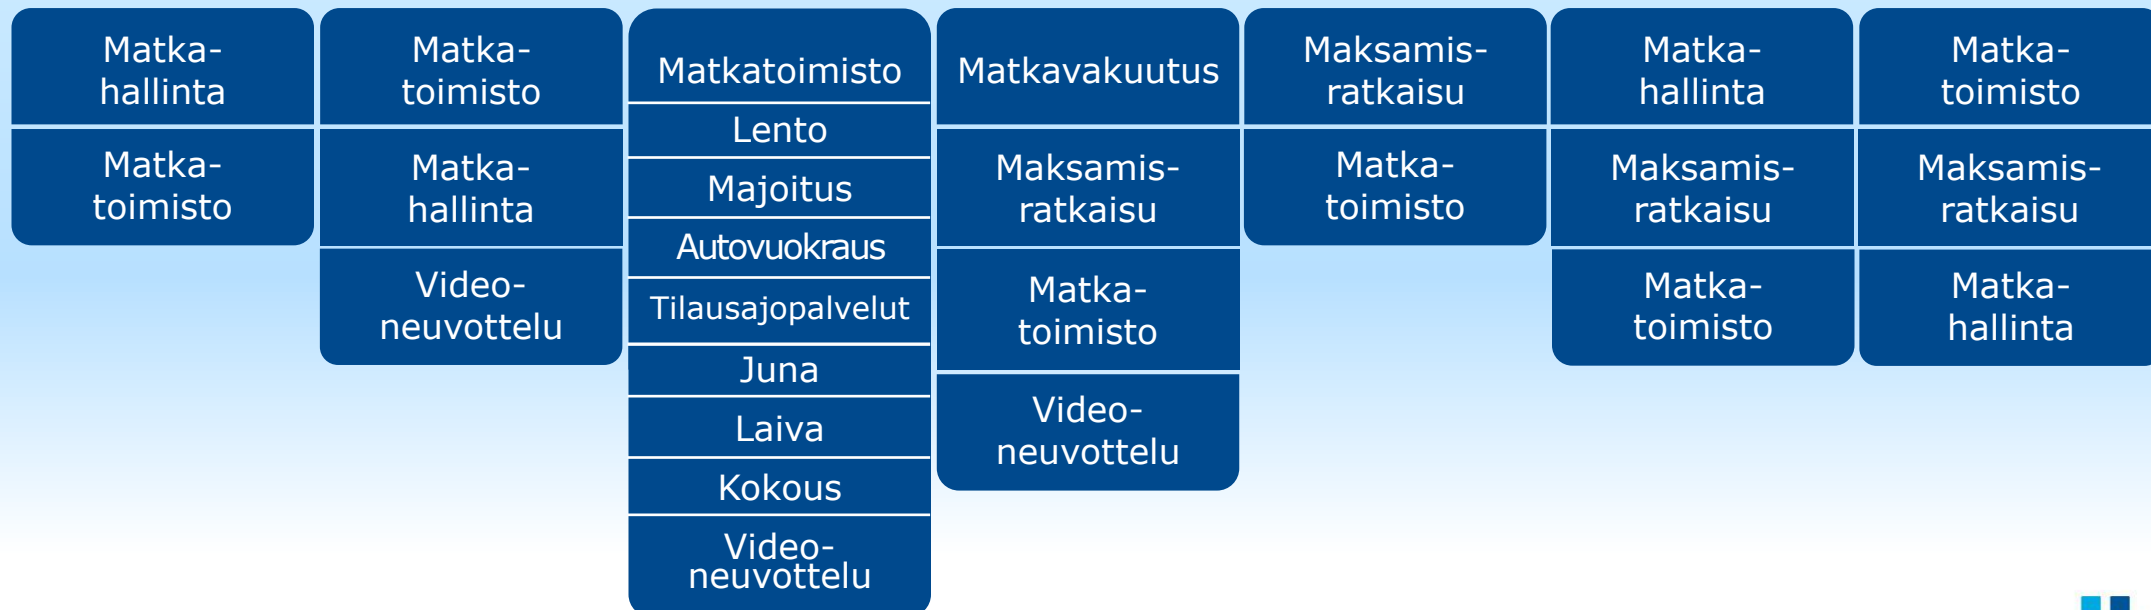 Matka-
hallinta
Matka-
toimisto
Matka-
toimisto
Matka-
hallinta
Video-
neuvottelu
Matkatoimisto
Lento
Majoitus
Autovuokraus
Tilausajopalvelut
Juna
Laiva
Kokous
Video-
neuvottelu
Matkavakuutus
Maksamis-
ratkaisu
Matka-
toimisto
Video-
neuvottelu
Maksamis-
ratkaisu
Matka-
toimisto
Matka-
hallinta
Maksamis-
ratkaisu
Matka-
toimisto
Matka-
toimisto
Maksamis-
ratkaisu
Matka-
hallinta